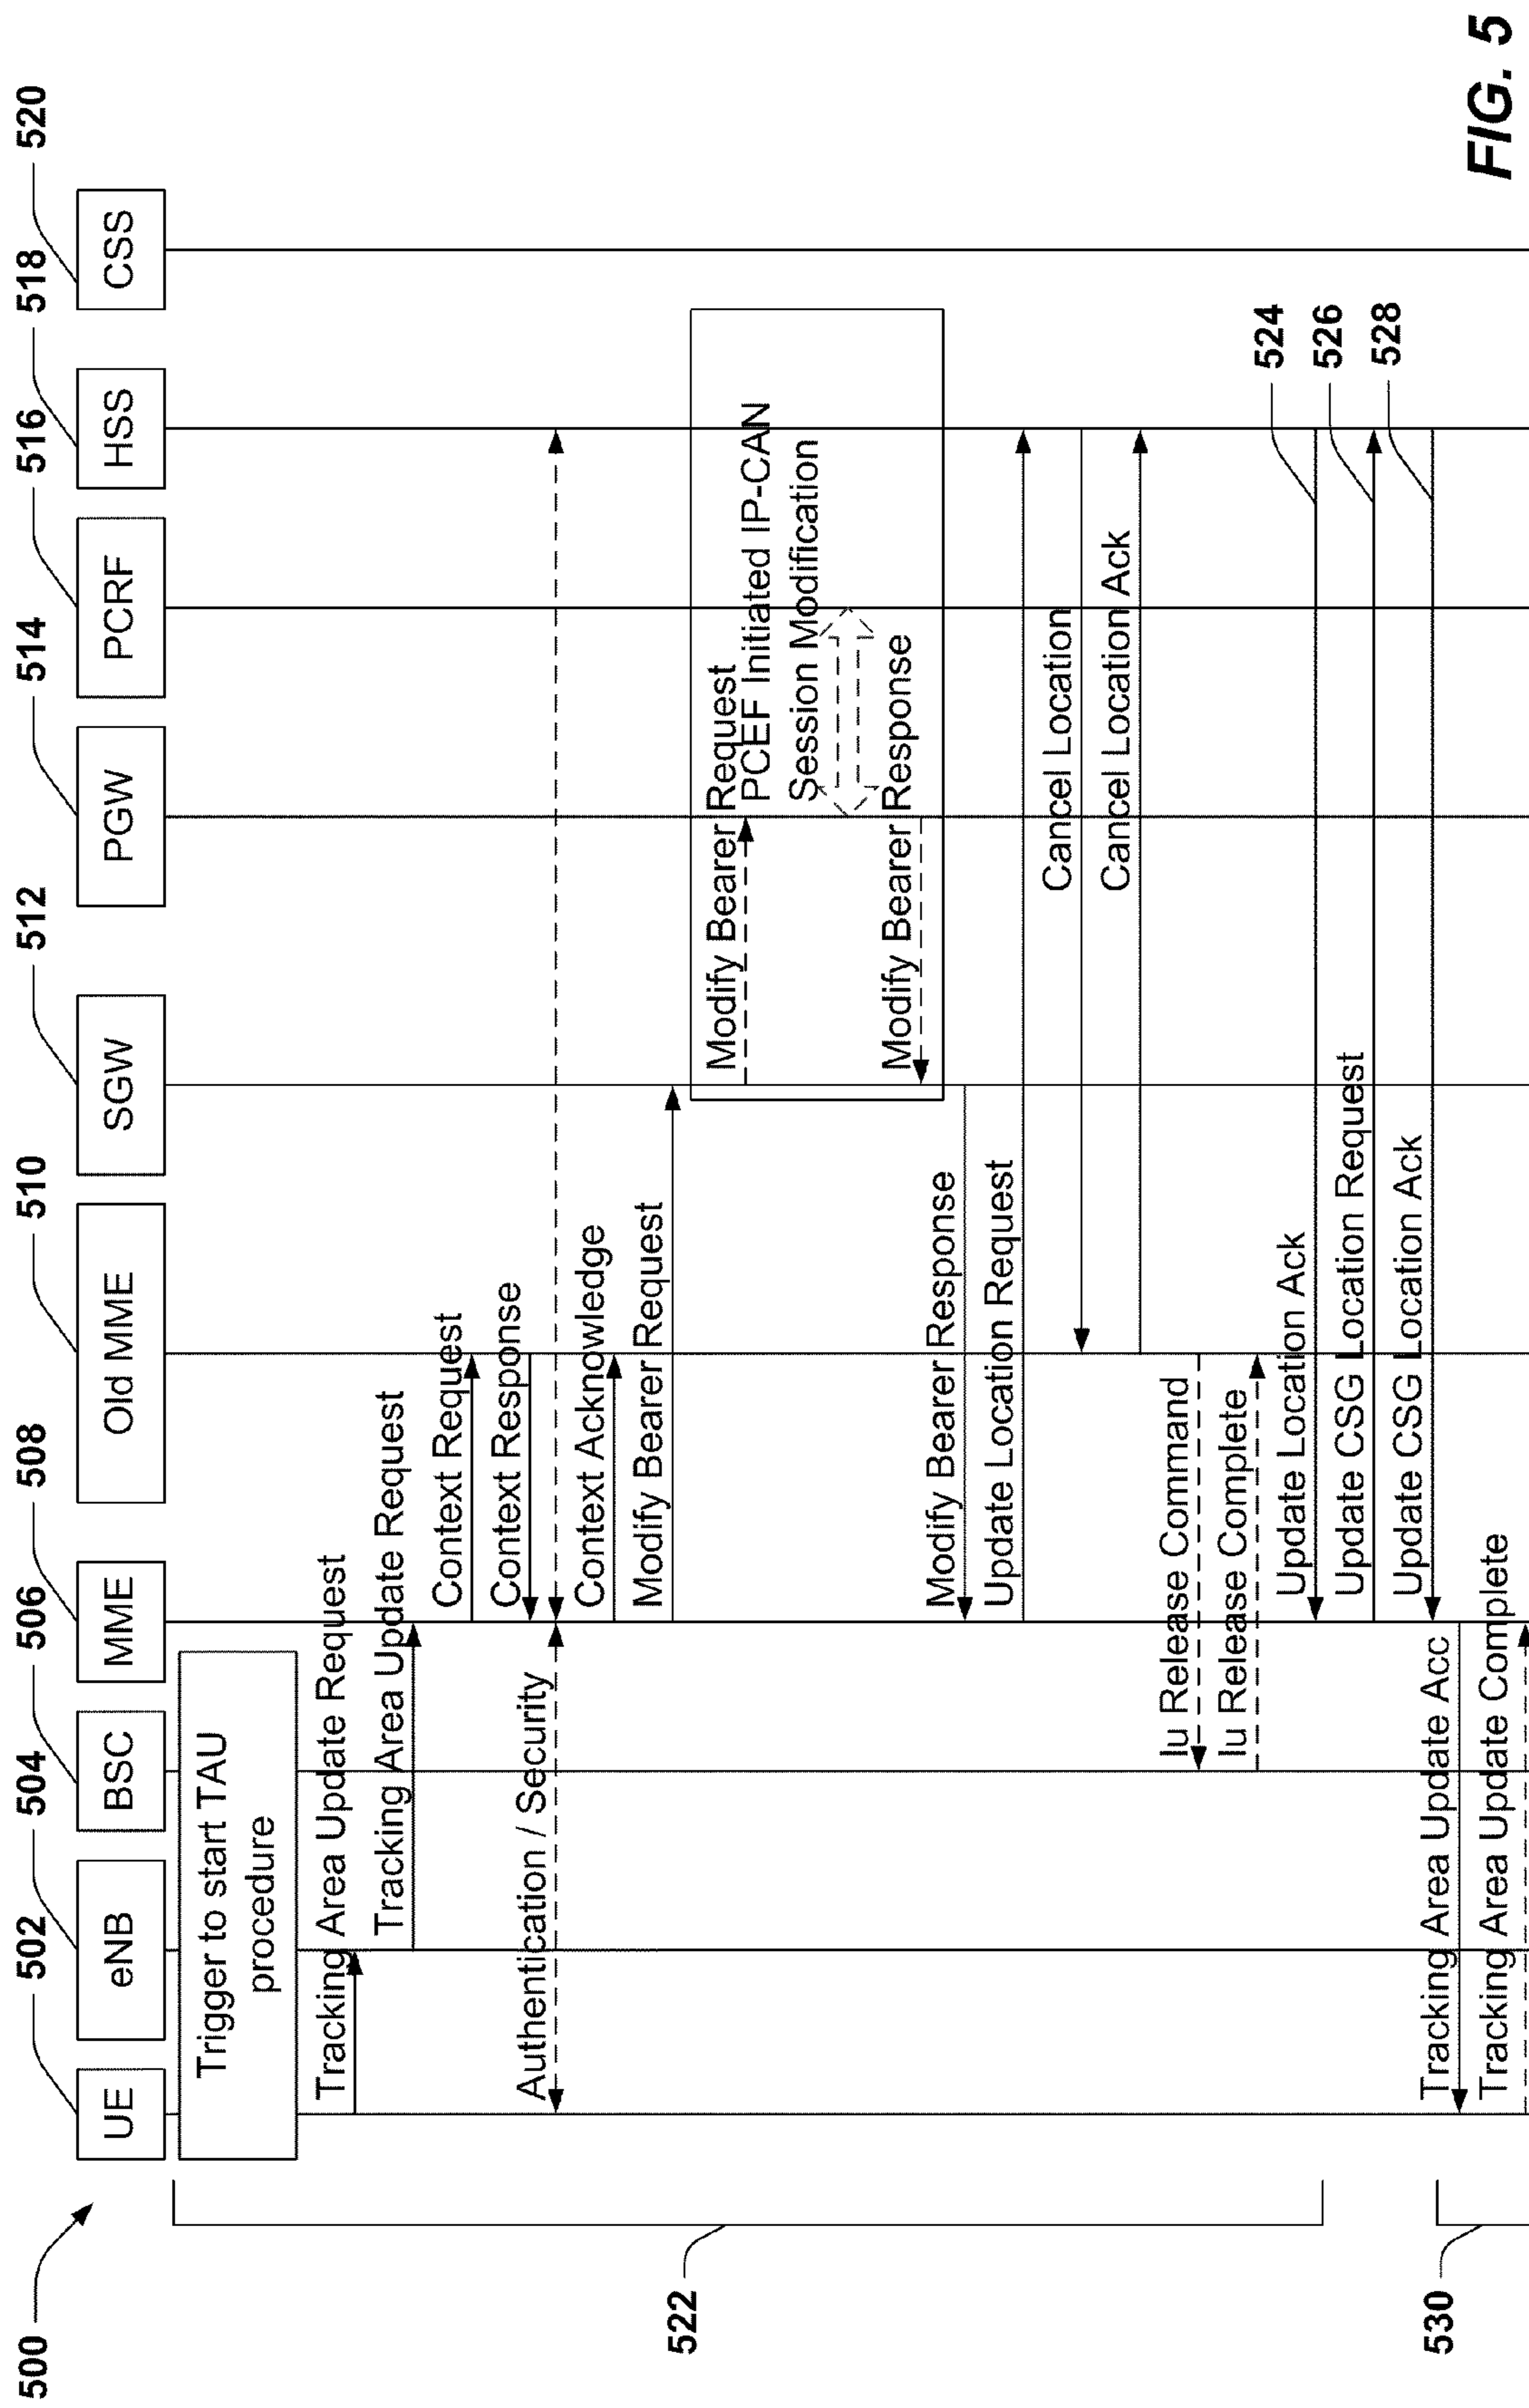 500
502
504
506
508
510
512
514
516
518
520
UE
eNB
BSC
MME
Old MME
SGW
PGW
PCRF
HSS
CSS
Trigger to start TAU
procedure
Tracking Area Update Request
Tracking Area Update Request
Context Request
Context Response
Authentication / Security
Context Acknowledge
Modify Bearer Request
Modify Bearer Request
PCEF Initiated IP-CAN
Session Modification
Modify Bearer Response
Modify Bearer Response
Update Location Request
Cancel Location
Cancel Location Ack
Iu Release Command
Iu Release Complete
Update Location Ack
524
Update CSG Location Request
526
Update CSG Location Ack
528
Tracking Area Update Acc
Tracking Area Update Complete
522
530
FIG. 5